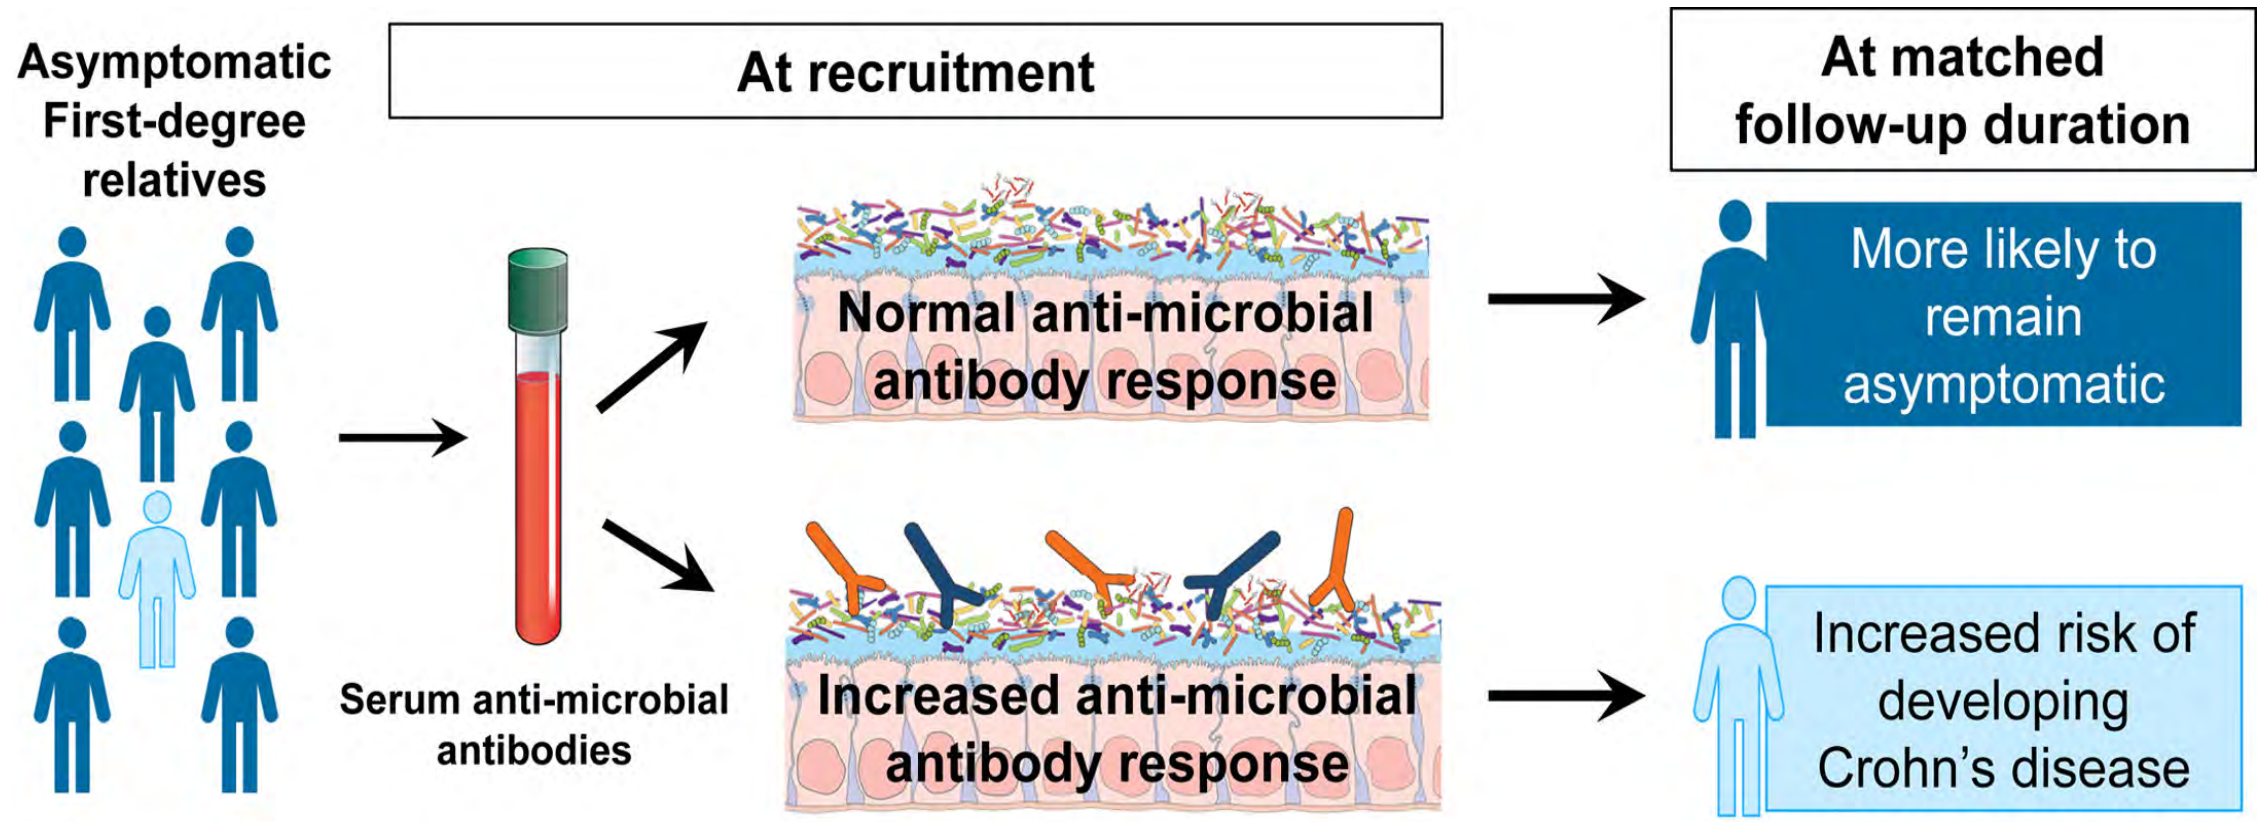 Asymptomatic
First-degree
relatives
At recruitment
At matched
follow-up duration
Serum anti-microbial
antibodies
Normal anti-microbial
antibody response
More likely to
remain
asymptomatic
Increased anti-microbial
antibody response
Increased risk of
developing
Crohn’s disease